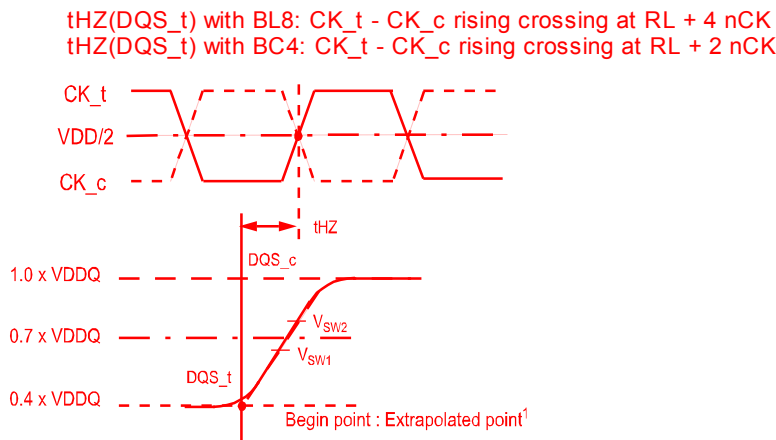 tHZ(DQS_t) with BL8: CK_t - CK_c rising crossing at RL + 4 nCK
tHZ(DQS_t) with BC4: CK_t - CK_c rising crossing at RL + 2 nCK
CK_t
VDD/2
CK_c
tHZ
DQS_c
1.0 x VDDQ
VSW2
0.7 x VDDQ
VSW1
DQS_t
0.4 x VDDQ
Begin point : Extrapolated point1